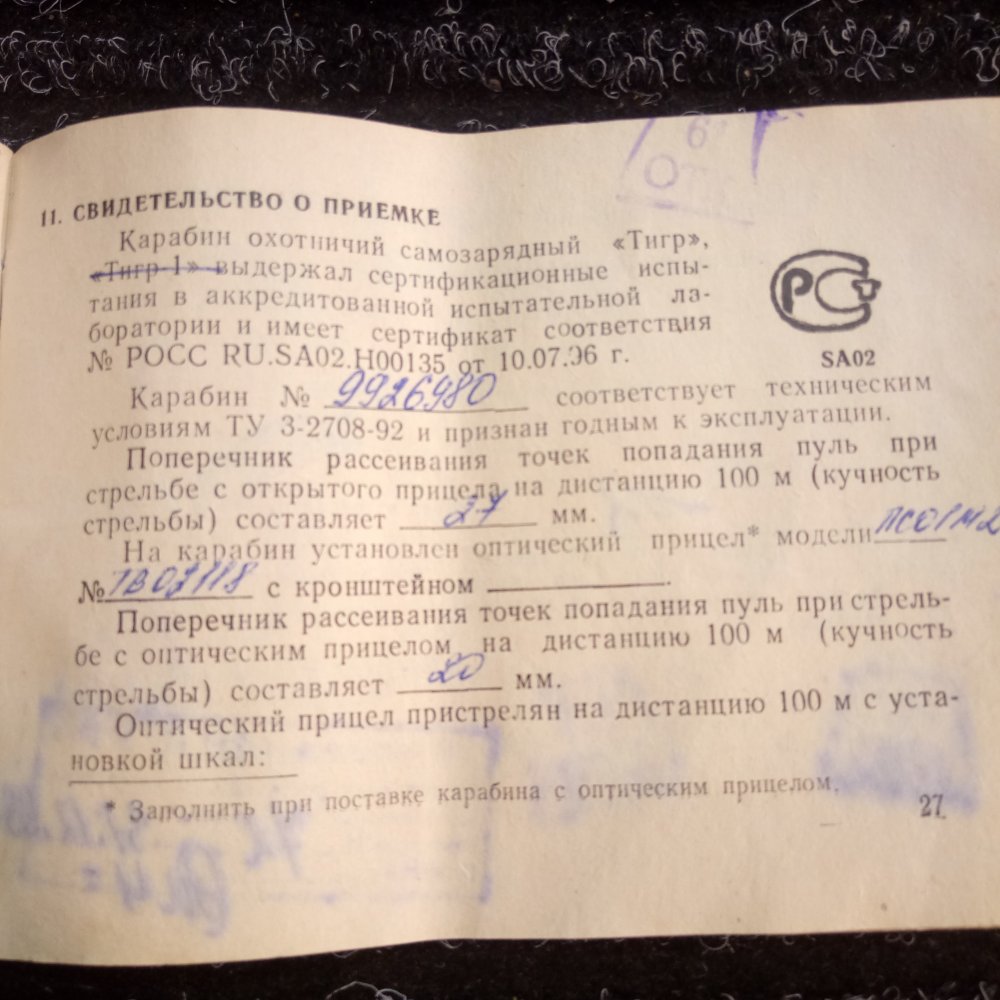 ОТК
11. СВИДЕТЕЛЬСТВО О ПРИЕМКЕ
Карабин охотничий самозарядный «Тигр»,
«Тигр-1» выдержал сертификационные испы-
тания в аккредитованной испытательной ла-
боратории и имеет сертификат соответствия
№ РОСС RU.SA02.H00135 от 10.07.96 г.
РСТ
SA02
Карабин № 9926980 соответствует техническим
условиям ТУ 3-2708-92 и признан годным к эксплуатации.
Поперечник рассеивания точек попадания пуль при
стрельбе с открытого прицела на дистанцию 100 м (кучность
стрельбы) составляет 27 мм.
На карабин установлен оптический прицел* модели ПСО1М2
№ ТВ07118 с кронштейном
Поперечник рассеивания точек попадания пуль при стрель-
бе с оптическим прицелом на дистанцию 100 м (кучность
стрельбы) составляет 20 мм.
Оптический прицел пристрелян на дистанцию 100 м с уста-
новкой шкал:
* Заполнить при поставке карабина с оптическим прицелом.
27